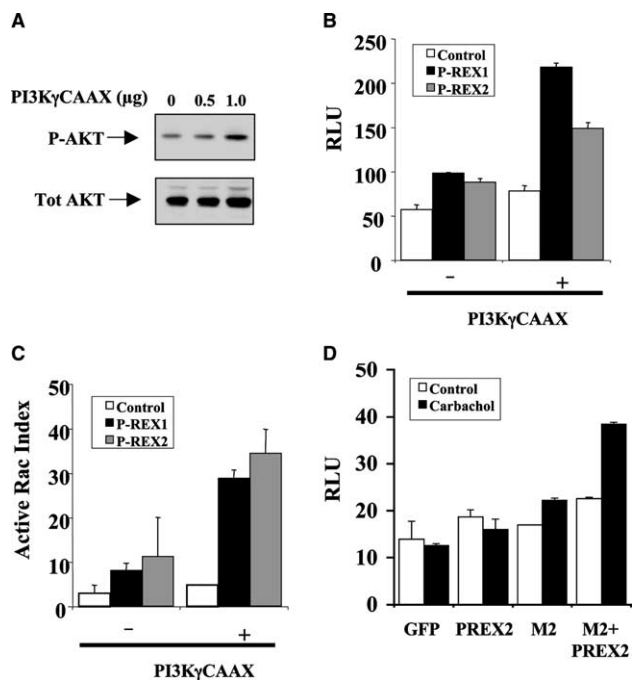 A
PI3KγCAAX (µg) 0 0.5 1.0
P-AKT
Tot AKT
B
Control
P-REX1
P-REX2
RLU
250
200
150
100
50
0
– +
PI3KγCAAX
C
Control
P-REX1
P-REX2
Active Rac Index
50
40
30
20
10
0
– +
PI3KγCAAX
D
Control
Carbachol
RLU
50
40
30
20
10
0
GFP PREX2 M2 M2+
PREX2